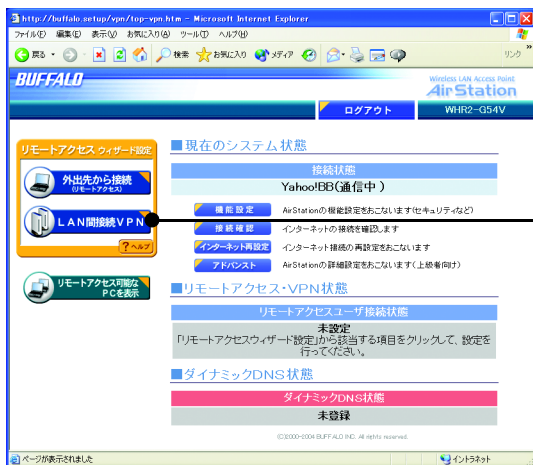 http://buffalo.setup/vpn/top-vpn.htm - Microsoft Internet Explorer
ファイル(F) 編集(E) 表示(V) お気に入り(A) ツール(T) ヘルプ(H)
戻る 検索 お気に入り メディア リンク »
BUFFALO
Wireless LAN Access Point
AirStation
ログアウト WHR2-G54V
リモートアクセス ウィザード設定
外出先から接続
(リモートアクセス)
LAN間接続VPN
?ヘルプ
リモートアクセス可能な
PCを表示
■現在のシステム状態
接続状態
Yahoo!BB(通信中 )
機能設定 AirStationの機能設定をおこないます(セキュリティなど)
接続確認 インターネットの接続を確認します
インターネット再設定 インターネット接続の再設定をおこないます
アドバンスト AirStationの詳細設定をおこないます(上級者向け)
■リモートアクセス・VPN状態
リモートアクセスユーザ接続状態
未設定
「リモートアクセスウィザード設定」から該当する項目をクリックして、設定を
行ってください。
■ダイナミックDNS状態
ダイナミックDNS状態
未登録
(C)2000-2004 BUFFALO INC. All rights reserved.
ページが表示されました イントラネット